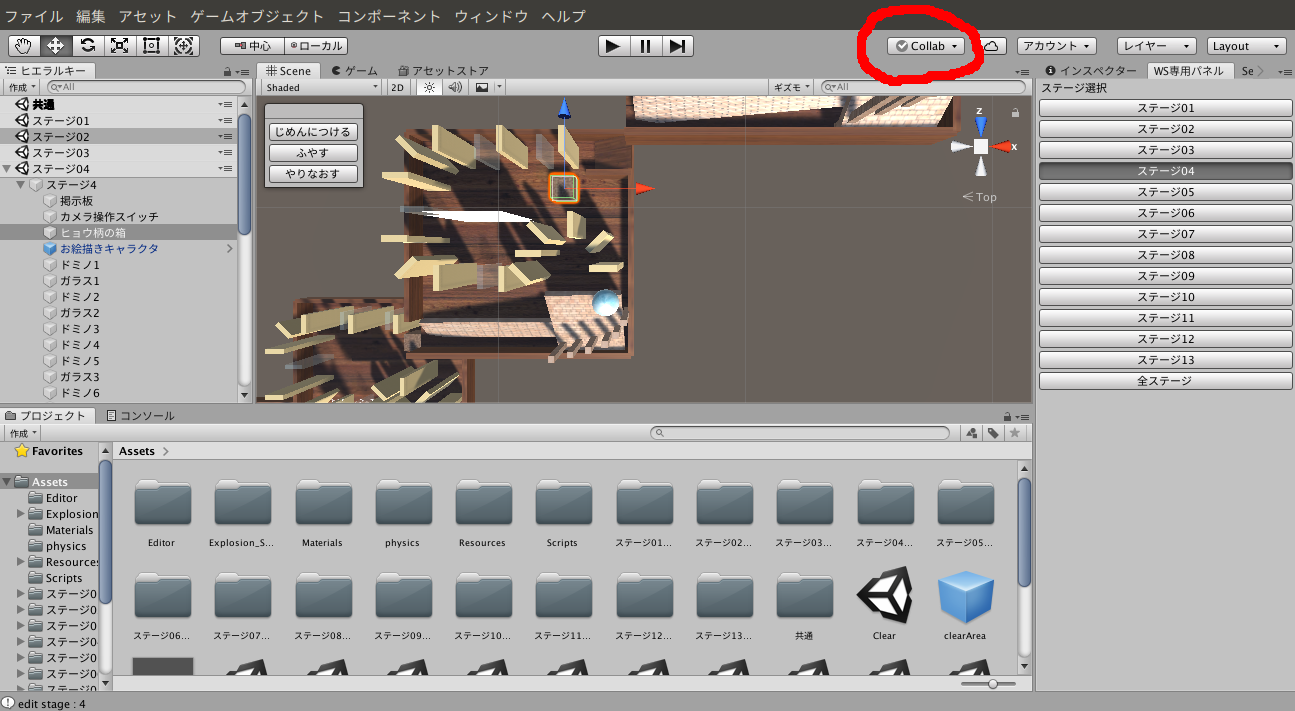 ファイル 編集 アセット ゲームオブジェクト コンポーネント ウィンドウ ヘルプ
中心 ローカル Collab アカウント レイヤー Layout
ヒエラルキー Scene ゲーム アセットストア インスペクター WS専用パネル Se
作成 All Shaded 2D ギズモ All ステージ選択
共通
ステージ01
ステージ02
ステージ03
ステージ04
ステージ4
掲示板
カメラ操作スイッチ
ヒョウ柄の箱
お絵描きキャラクタ
ドミノ1
ガラス1
ドミノ2
ガラス2
ドミノ3
ドミノ4
ドミノ5
ガラス3
ドミノ6
じめんにつける
ふやす
やりなおす
z
x
Top
ステージ01
ステージ02
ステージ03
ステージ04
ステージ05
ステージ06
ステージ07
ステージ08
ステージ09
ステージ10
ステージ11
ステージ12
ステージ13
全ステージ
プロジェクト コンソール
作成
Favorites
Assets
Editor
Explosion
Materials
physics
Resources
Scripts
ステージ0
ステージ0
ステージ0
ステージ0
ステージ0
ステージ0
ステージ0
Assets
Editor Explosion_S... Materials physics Resources Scripts ステージ01... ステージ02... ステージ03... ステージ04... ステージ05...
ステージ06... ステージ07... ステージ08... ステージ09... ステージ10... ステージ11... ステージ12... ステージ13... 共通 Clear clearArea
edit stage : 4